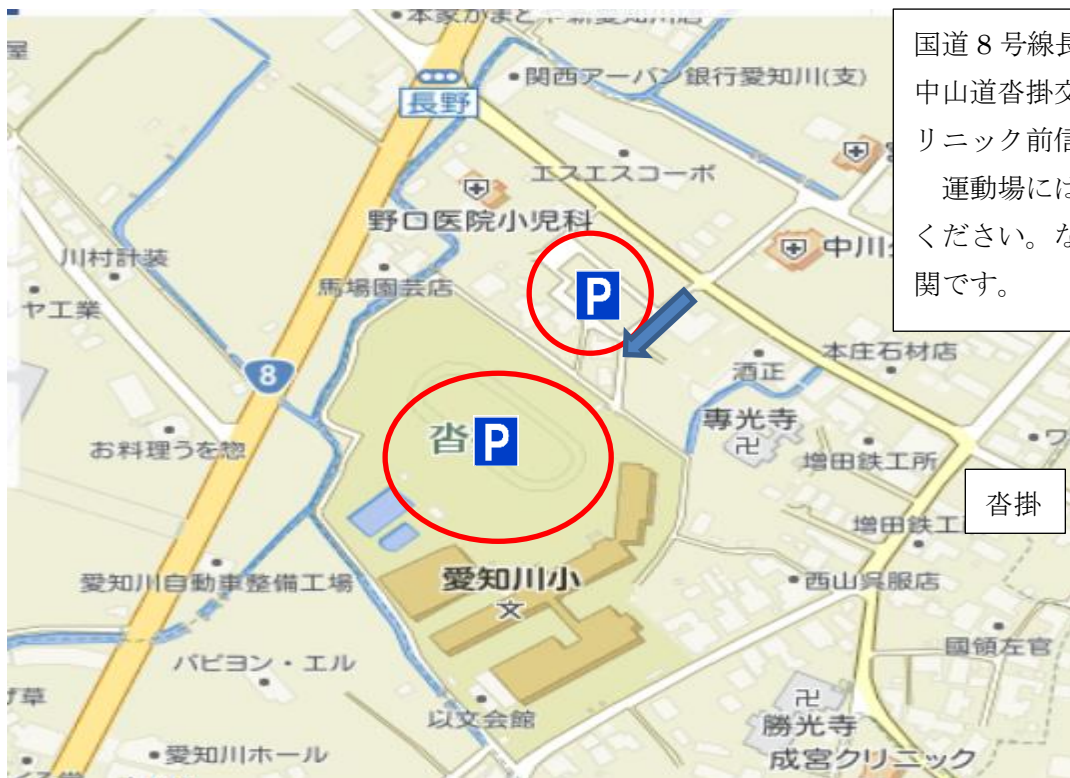 本家かまどや新愛知川店
屋
関西アーバン銀行愛知川(支)
長野
エスエスコーポ
野口医院小児科
中川
川村計装
馬場園芸店
ヤ工業
P
8
本庄石材店
酒正
専光寺
沓
P
お料理うを惣
増田鉄工所
ワ
沓掛
増田鉄工
愛知川自動車整備工場
愛知川小
文
西山呉服店
國領左官
パピヨン・エル
げ草
以文会館
勝光寺
愛知川ホール
成宮クリニック
国道8号線長
中山道沓掛交
リニック前信
運動場には
ください。な
関です。